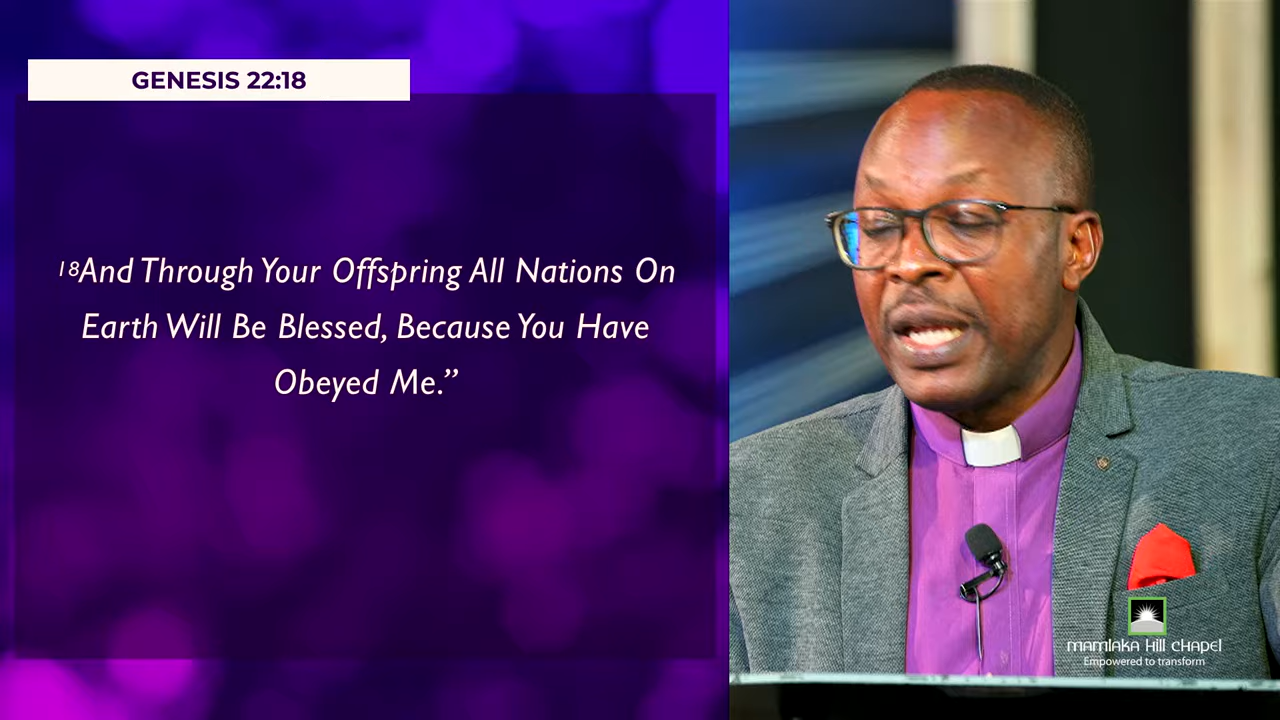 GENESIS 22:18
18And Through Your Offspring All Nations On
Earth Will Be Blessed, Because You Have
Obeyed Me.”
mamlaka hill chapel
Empowered to transform